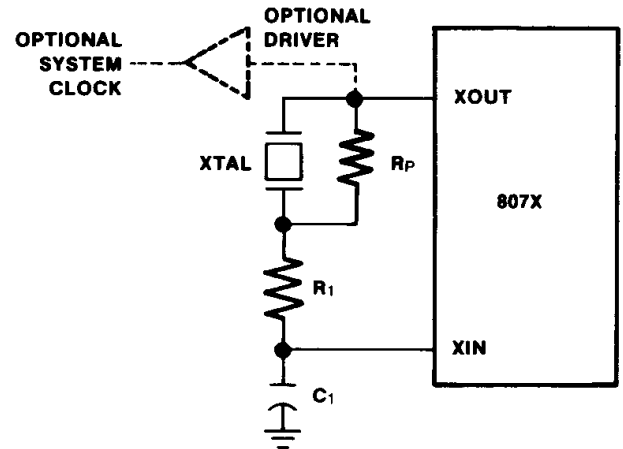 OPTIONAL
DRIVER
OPTIONAL
SYSTEM
CLOCK
XOUT
XTAL
RP
807X
R1
XIN
C1